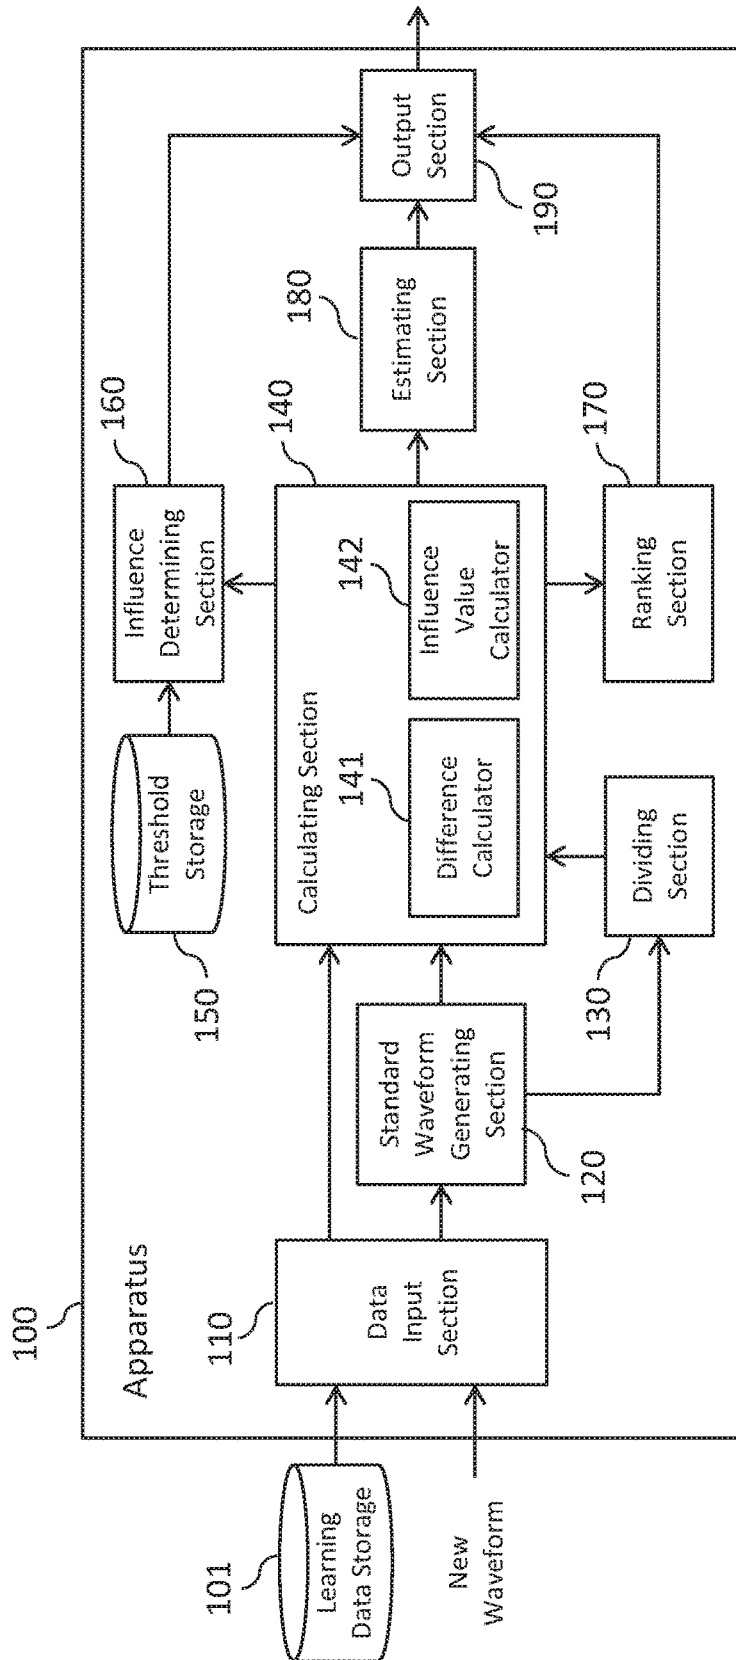 100
Apparatus
101
Learning
Data Storage
New
Waveform
110
Data
Input
Section
Standard
Waveform
Generating
Section
120
Dividing
Section
130
140
Calculating Section
141
Difference
Calculator
142
Influence
Value
Calculator
Threshold
Storage
150
160
Influence
Determining
Section
Ranking
Section
170
180
Estimating
Section
Output
Section
190